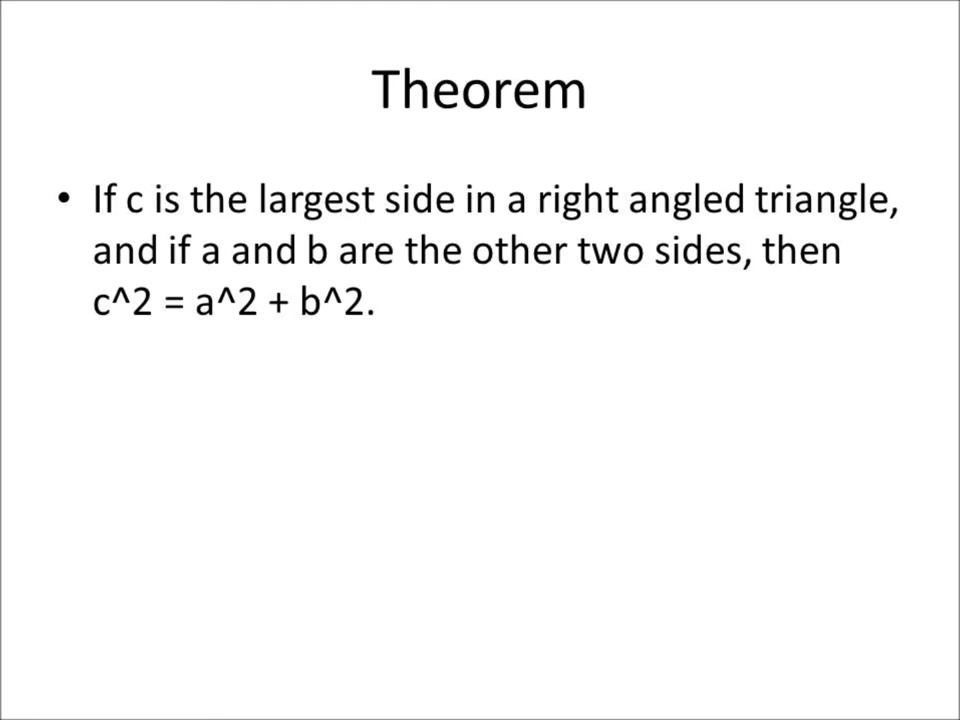 Theorem
• If c is the largest side in a right angled triangle,
and if a and b are the other two sides, then
c^2 = a^2 + b^2.